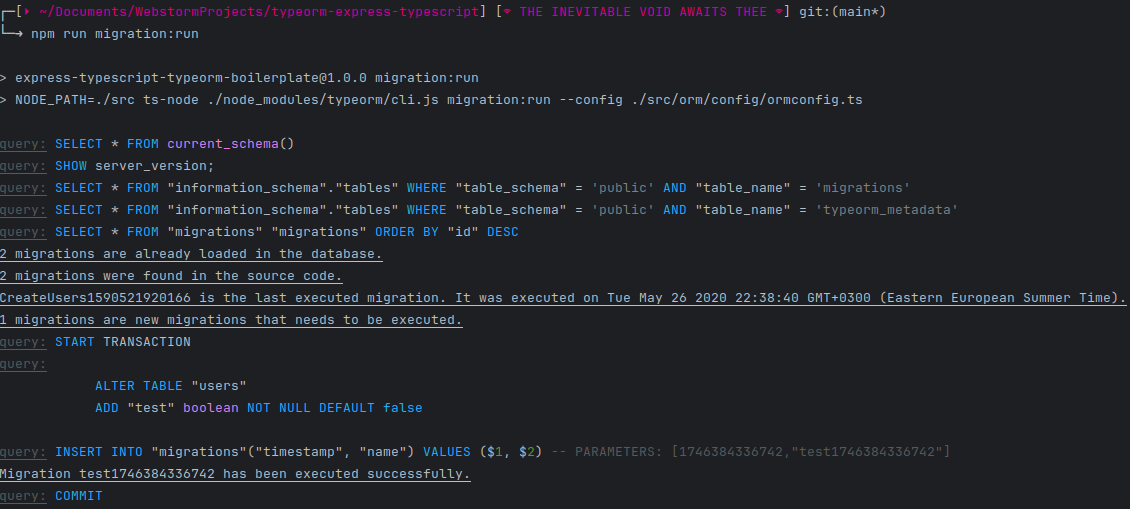 ┌─[ ~/Documents/WebstormProjects/typeorm-express-typescript] [ THE INEVITABLE VOID AWAITS THEE ] git:(main*)
└─→ npm run migration:run
> express-typescript-typeorm-boilerplate@1.0.0 migration:run
> NODE_PATH=./src ts-node ./node_modules/typeorm/cli.js migration:run --config ./src/orm/config/ormconfig.ts
query: SELECT * FROM current_schema()
query: SHOW server_version;
query: SELECT * FROM "information_schema"."tables" WHERE "table_schema" = 'public' AND "table_name" = 'migrations'
query: SELECT * FROM "information_schema"."tables" WHERE "table_schema" = 'public' AND "table_name" = 'typeorm_metadata'
query: SELECT * FROM "migrations" "migrations" ORDER BY "id" DESC
2 migrations are already loaded in the database.
2 migrations were found in the source code.
CreateUsers1590521920166 is the last executed migration. It was executed on Tue May 26 2020 22:38:40 GMT+0300 (Eastern European Summer Time).
1 migrations are new migrations that needs to be executed.
query: START TRANSACTION
query:
ALTER TABLE "users"
ADD "test" boolean NOT NULL DEFAULT false
query: INSERT INTO "migrations"("timestamp", "name") VALUES ($1, $2) -- PARAMETERS: [1746384336742,"test1746384336742"]
Migration test1746384336742 has been executed successfully.
query: COMMIT